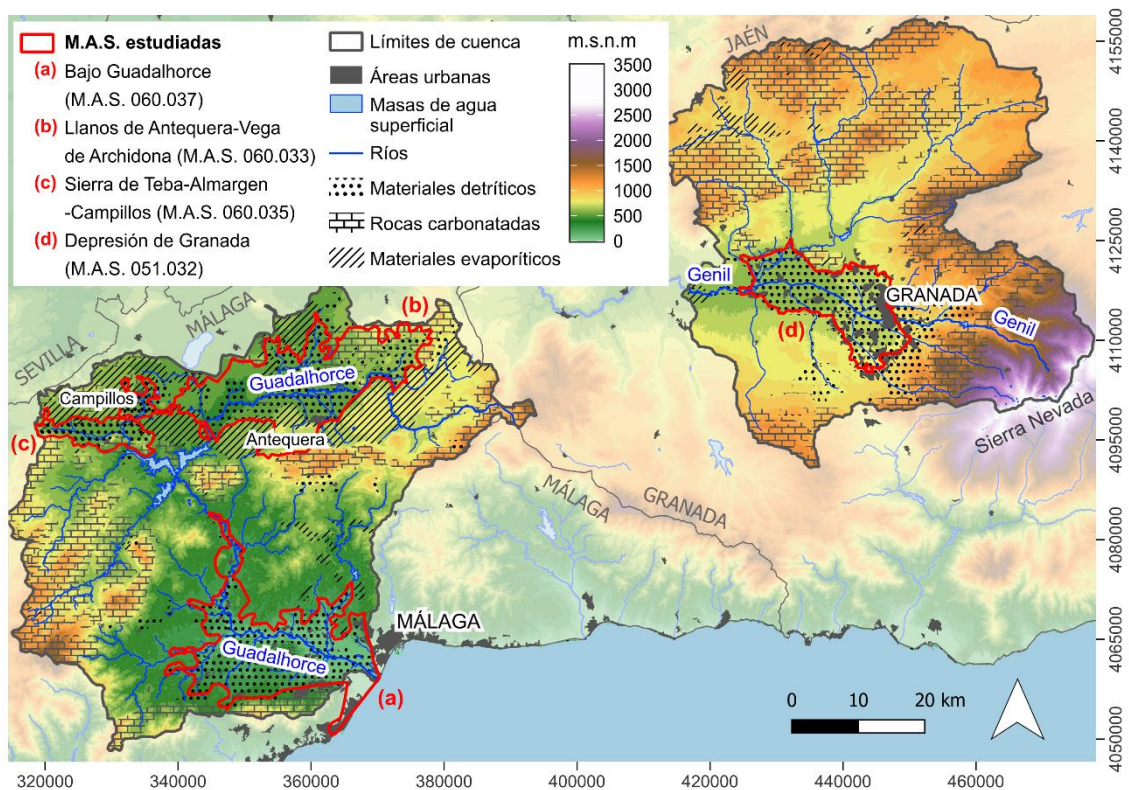 M.A.S. estudiadas
(a) Bajo Guadalhorce
(M.A.S. 060.037)
(b) Llanos de Antequera-Vega
de Archidona (M.A.S. 060.033)
(c) Sierra de Teba-Almargen
-Campillos (M.A.S. 060.035)
(d) Depresión de Granada
(M.A.S. 051.032)
Límites de cuenca
Áreas urbanas
Masas de agua
superficial
Ríos
Materiales detríticos
Rocas carbonatadas
Materiales evaporíticos
m.s.n.m
3500
3000
2500
2000
1500
1000
500
0
JAÉN
Genil
GRANADA
Genil
(d)
Sierra Nevada
MÁLAGA
SEVILLA
(b)
Guadalhorce
Campillos
Antequera
(c)
MÁLAGA
GRANADA
MÁLAGA
Guadalhorce
(a)
0 10 20 km
4155000
4140000
4125000
4110000
4095000
4080000
4065000
4050000
320000 340000 360000 380000 400000 420000 440000 460000